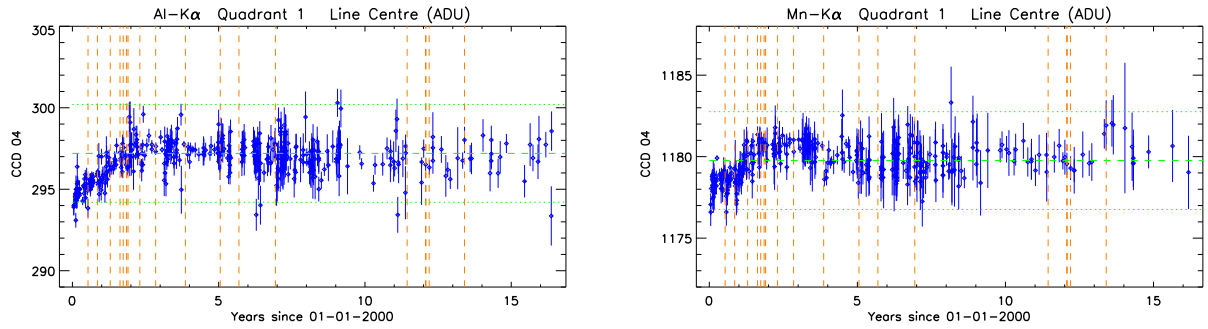 Al-Kα Quadrant 1 Line Centre (ADU)
305
300
295
290
CCD 04
0 5 10 15
Years since 01-01-2000
Mn-Kα Quadrant 1 Line Centre (ADU)
1185
1180
1175
CCD 04
0 5 10 15
Years since 01-01-2000